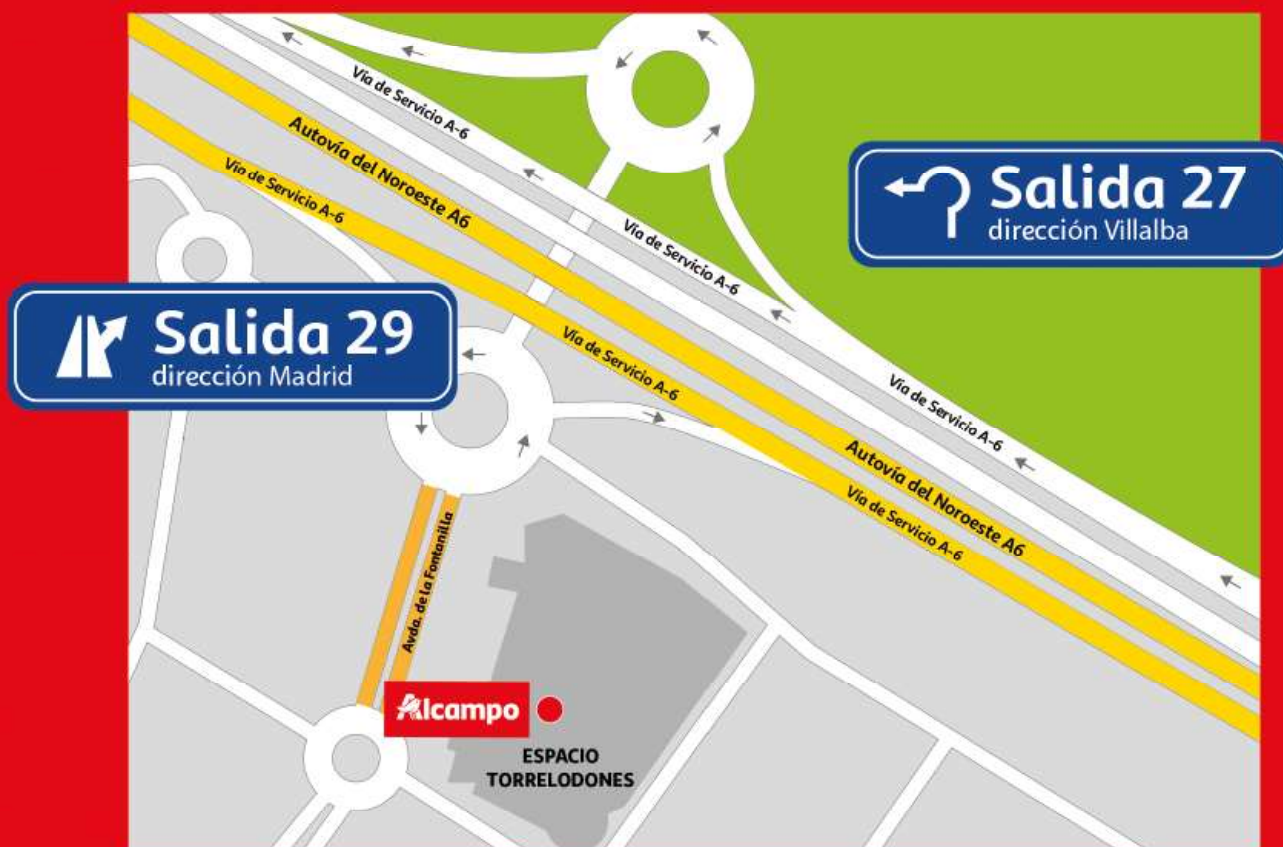 Vía de Servicio A-6
Autovía del Noroeste A6
Vía de Servicio A-6
Salida 27
dirección Villalba
Vía de Servicio A-6
Salida 29
dirección Madrid
Vía de Servicio A-6
Vía de Servicio A-6
Autovía del Noroeste A6
Vía de Servicio A-6
Avda. de la Fontanilla
Alcampo
ESPACIO
TORRELODONES